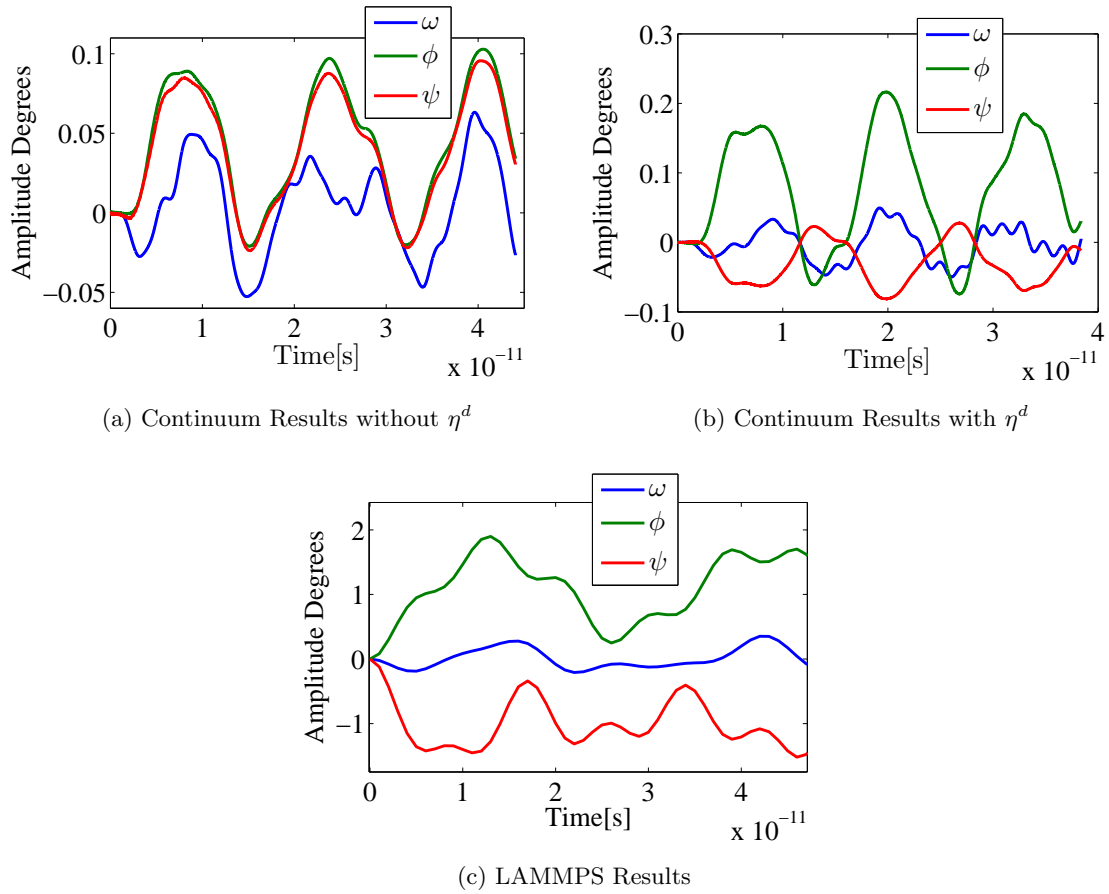 ω
φ
ψ
0.1
0.05
0
−0.05
Amplitude Degrees
0 1 2 3 4
Time[s]
x 10⁻¹¹
(a) Continuum Results without ηᵈ
ω
φ
ψ
0.3
0.2
0.1
0
−0.1
Amplitude Degrees
0 1 2 3 4
Time[s]
x 10⁻¹¹
(b) Continuum Results with ηᵈ
ω
φ
ψ
2
1
0
−1
Amplitude Degrees
0 1 2 3 4
Time[s]
x 10⁻¹¹
(c) LAMMPS Results